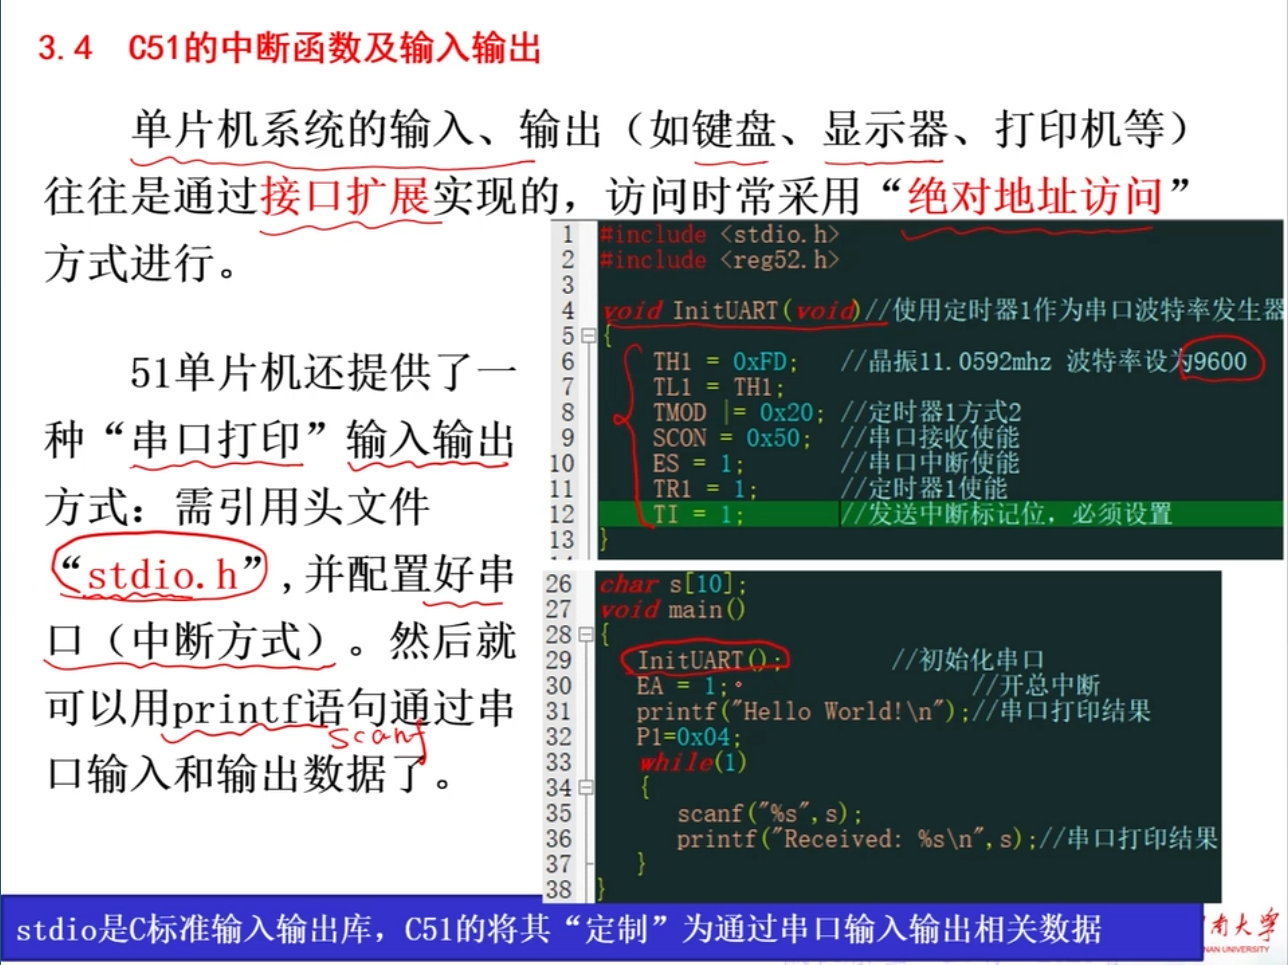 3.4 C51的中断函数及输入输出
单片机系统的输入、输出（如键盘、显示器、打印机等）
往往是通过接口扩展实现的，访问时常采用“绝对地址访问”
方式进行。
51单片机还提供了一
种“串口打印”输入输出
方式：需引用头文件
“stdio.h”,并配置好串
口（中断方式）。然后就
可以用printf语句通过串
scanf
口输入和输出数据了。
1 #include <stdio.h>
2 #include <reg52.h>
3
4 void InitUART(void)//使用定时器1作为串口波特率发生器
5 {
6 TH1 = 0xFD; //晶振11.0592mhz 波特率设为9600
7 TL1 = TH1;
8 TMOD |= 0x20; //定时器1方式2
9 SCON = 0x50; //串口接收使能
10 ES = 1; //串口中断使能
11 TR1 = 1; //定时器1使能
12 TI = 1; //发送中断标记位，必须设置
13 }
26 char s[10];
27 void main()
28 {
29 InitUART(); //初始化串口
30 EA = 1; //开总中断
31 printf("Hello World!\n");//串口打印结果
32 P1=0x04;
33 while(1)
34 {
35 scanf("%s",s);
36 printf("Received: %s\n",s);//串口打印结果
37 }
38 }
stdio是C标准输入输出库，C51的将其“定制”为通过串口输入输出相关数据
南大学
NAN UNIVERSITY